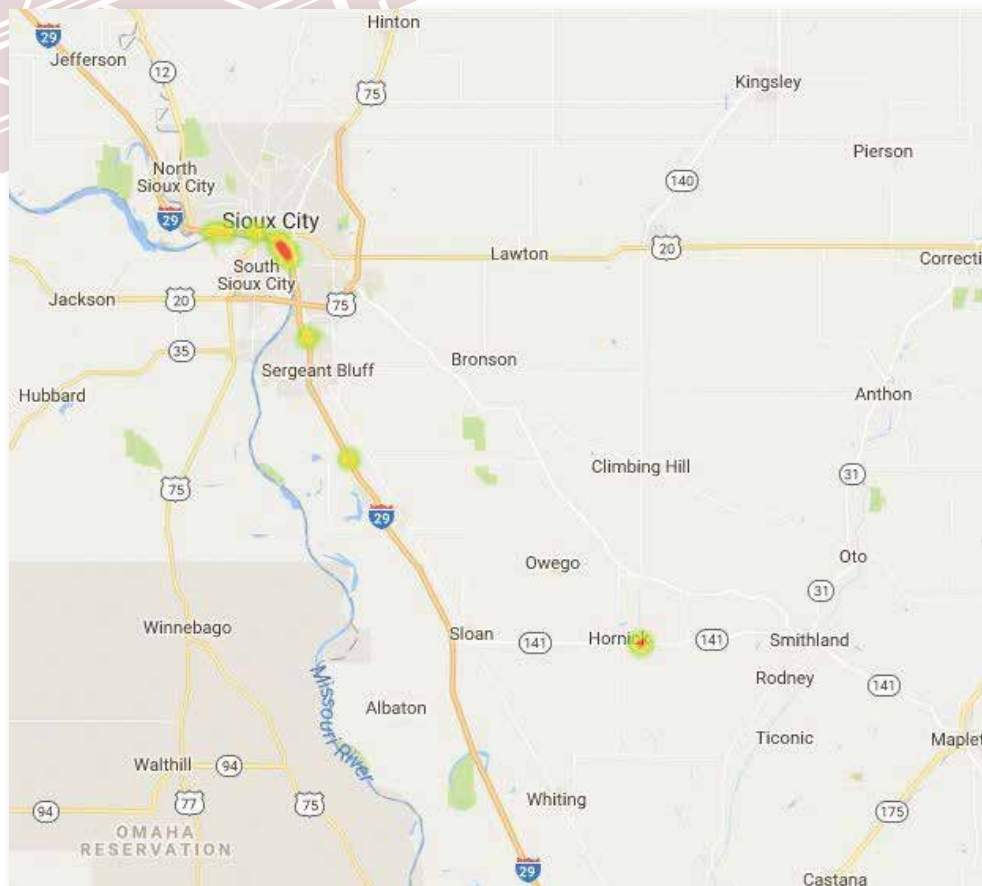 Hinton
29
Jefferson
12
75
Kingsley
Pierson
North
Sioux City
140
29
Sioux City
20
Lawton
Correcti
South
Sioux City
Jackson
20
75
35
Bronson
Sergeant Bluff
Hubbard
Anthon
Climbing Hill
31
75
29
Owego
Oto
31
Winnebago
Sloan
141
Hornick
141
Smithland
Rodney
141
Missouri River
Albaton
Ticonic
Maplet
Walthill
94
77
75
94
Whiting
175
OMAHA
RESERVATION
29
Castana